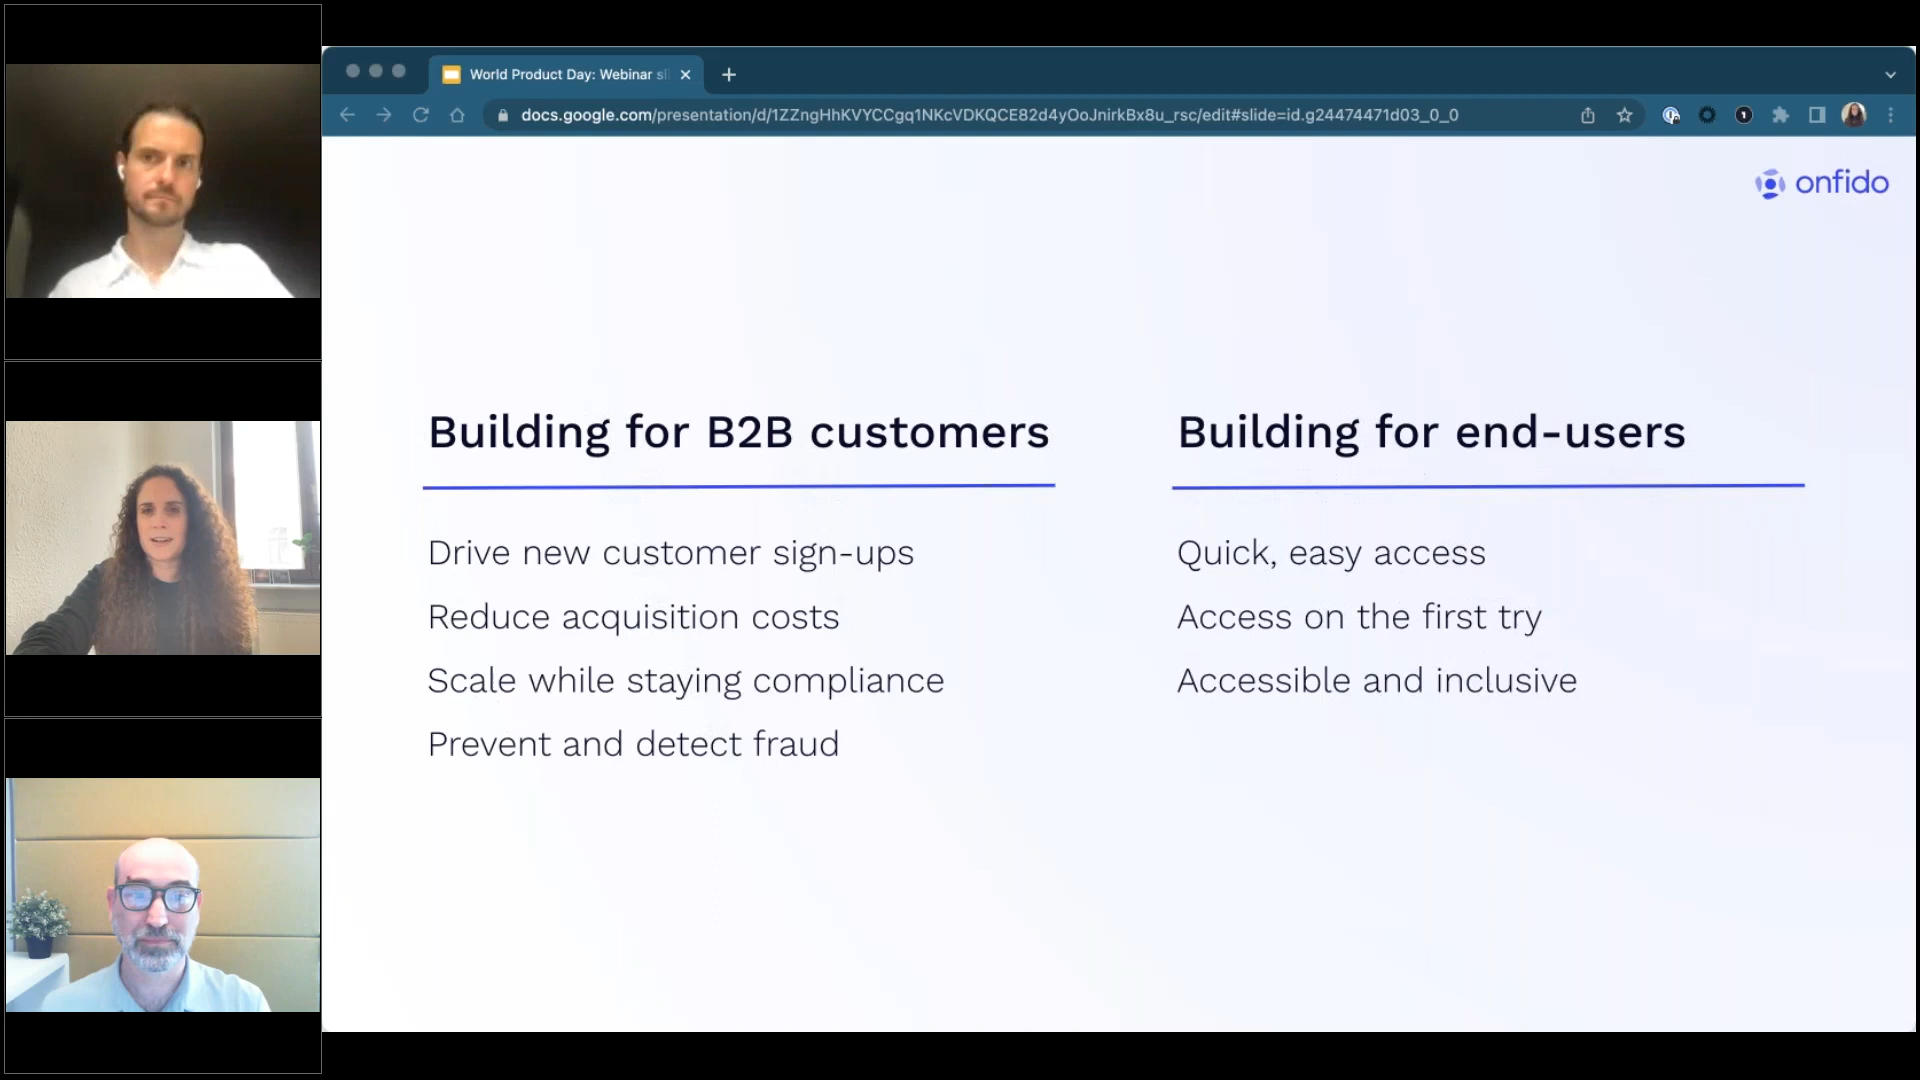 World Product Day: Webinar sli
docs.google.com/presentation/d/1ZZngHhKVYCCgq1NKcVDKQCE82d4yOoJnirkBx8u_rsc/edit#slide=id.g24474471d03_0_0
onfido
Building for B2B customers
Drive new customer sign-ups
Reduce acquisition costs
Scale while staying compliance
Prevent and detect fraud
Building for end-users
Quick, easy access
Access on the first try
Accessible and inclusive